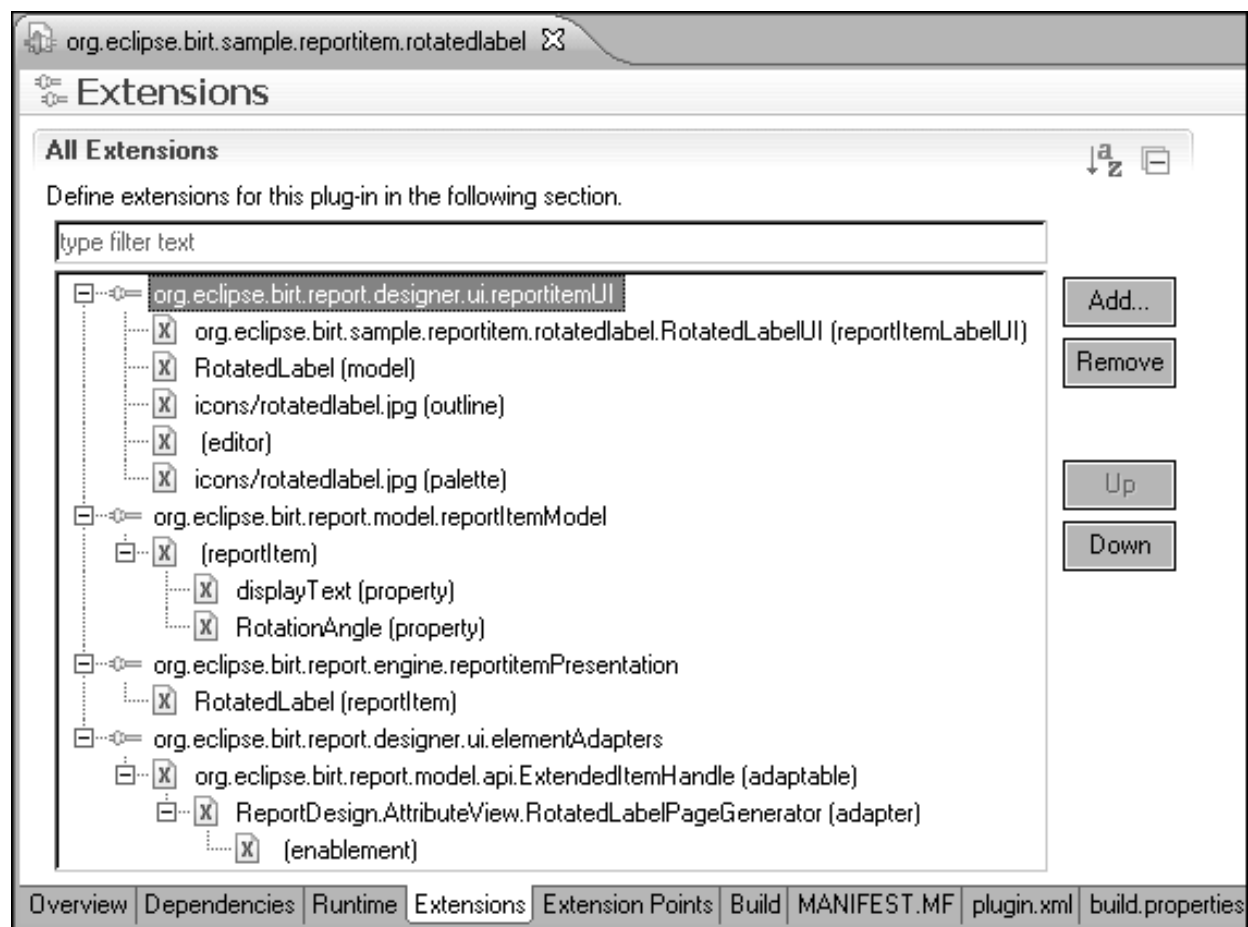 org.eclipse.birt.sample.reportitem.rotatedlabel
Extensions
All Extensions
Define extensions for this plug-in in the following section.
type filter text
org.eclipse.birt.report.designer.ui.reportitemUI
org.eclipse.birt.sample.reportitem.rotatedlabel.RotatedLabelUI (reportItemLabelUI)
RotatedLabel (model)
icons/rotatedlabel.jpg (outline)
(editor)
icons/rotatedlabel.jpg (palette)
org.eclipse.birt.report.model.reportItemModel
(reportItem)
displayText (property)
RotationAngle (property)
org.eclipse.birt.report.engine.reportitemPresentation
RotatedLabel (reportItem)
org.eclipse.birt.report.designer.ui.elementAdapters
org.eclipse.birt.report.model.api.ExtendedItemHandle (adaptable)
ReportDesign.AttributeView.RotatedLabelPageGenerator (adapter)
(enablement)
Add...
Remove
Up
Down
Overview Dependencies Runtime Extensions Extension Points Build MANIFEST.MF plugin.xml build.properties